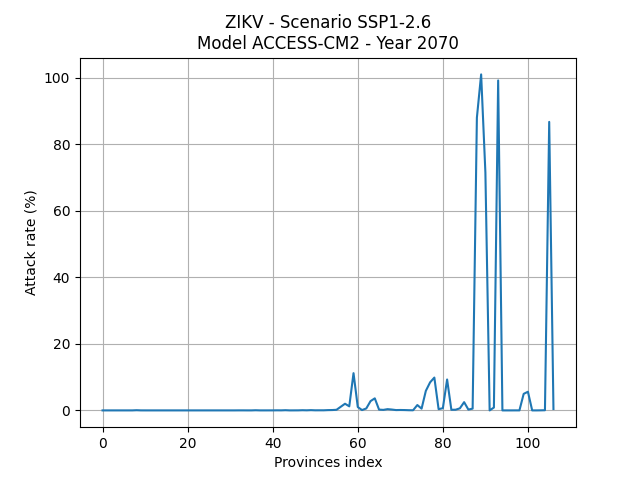 ZIKV - Scenario SSP1-2.6
Model ACCESS-CM2 - Year 2070
100
80
60
40
20
0
Attack rate (%)
0 20 40 60 80 100
Provinces index